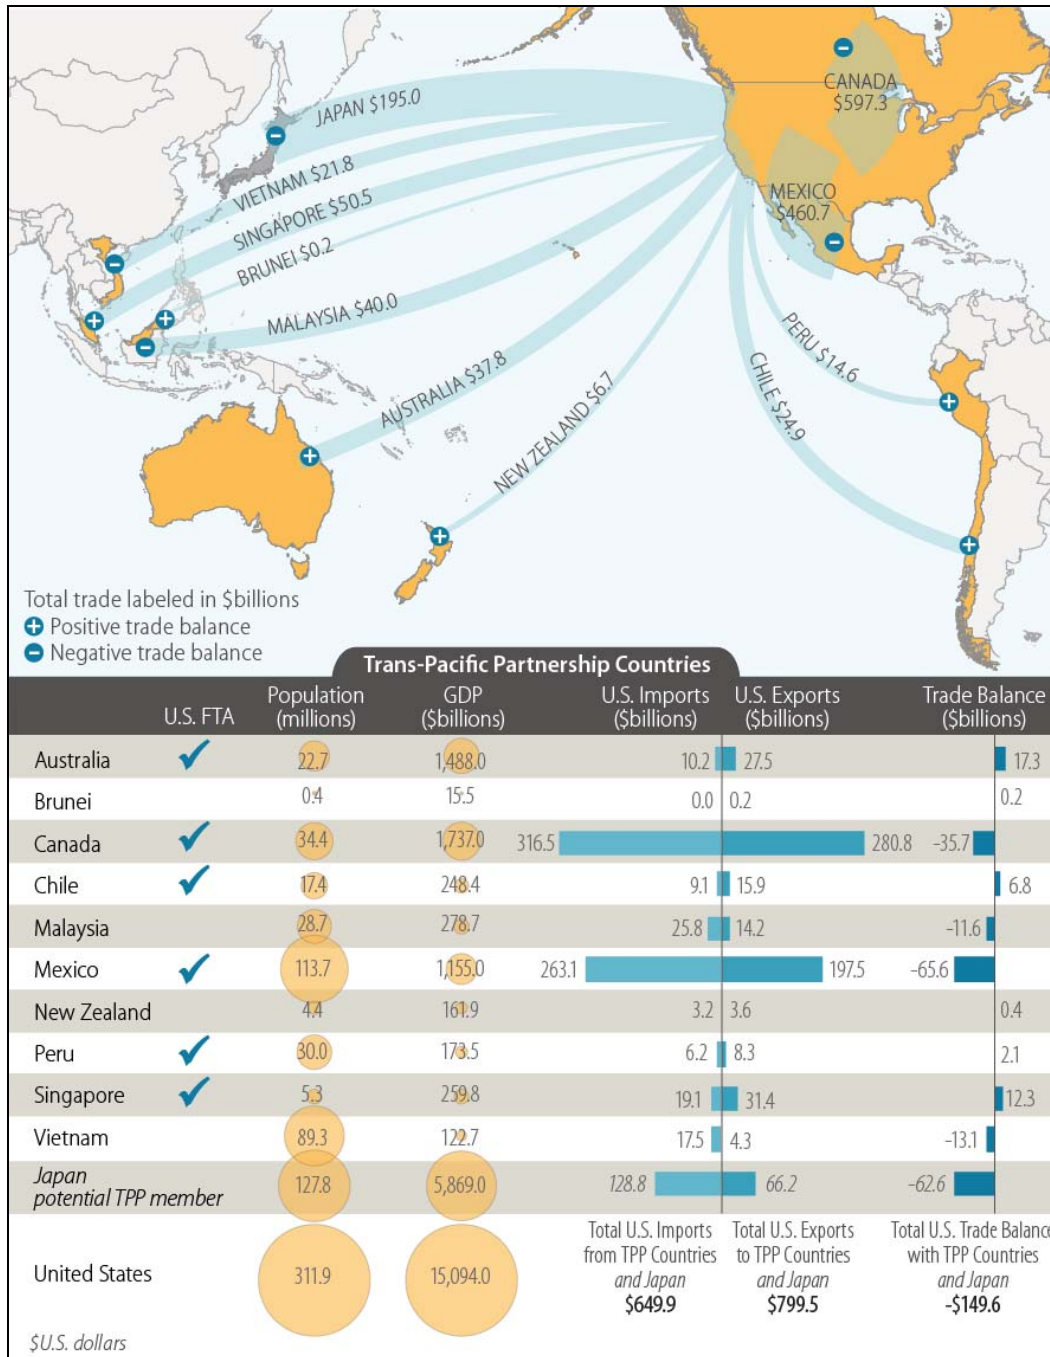 CANADA
$597.3
JAPAN $195.0
VIETNAM $21.8
SINGAPORE $50.5
BRUNEI $0.2
MALAYSIA $40.0
AUSTRALIA $37.8
NEW ZEALAND $6.7
MEXICO
$460.7
PERU $14.6
CHILE $24.9
Total trade labeled in $billions
+ Positive trade balance
− Negative trade balance
Trans-Pacific Partnership Countries
U.S. FTA Population (millions) GDP ($billions) U.S. Imports ($billions) U.S. Exports ($billions) Trade Balance ($billions)
Australia ✓ 22.7 1,488.0 10.2 27.5 17.3
Brunei 0.4 15.5 0.0 0.2 0.2
Canada ✓ 34.4 1,737.0 316.5 280.8 -35.7
Chile ✓ 17.4 248.4 9.1 15.9 6.8
Malaysia 28.7 278.7 25.8 14.2 -11.6
Mexico ✓ 113.7 1,155.0 263.1 197.5 -65.6
New Zealand 4.4 161.9 3.2 3.6 0.4
Peru ✓ 30.0 173.5 6.2 8.3 2.1
Singapore ✓ 5.3 259.8 19.1 31.4 12.3
Vietnam 89.3 122.7 17.5 4.3 -13.1
Japan
potential TPP member 127.8 5,869.0 128.8 66.2 -62.6
United States 311.9 15,094.0
Total U.S. Imports
from TPP Countries
and Japan
$649.9
Total U.S. Exports
to TPP Countries
and Japan
$799.5
Total U.S. Trade Balance
with TPP Countries
and Japan
-$149.6
$U.S. dollars